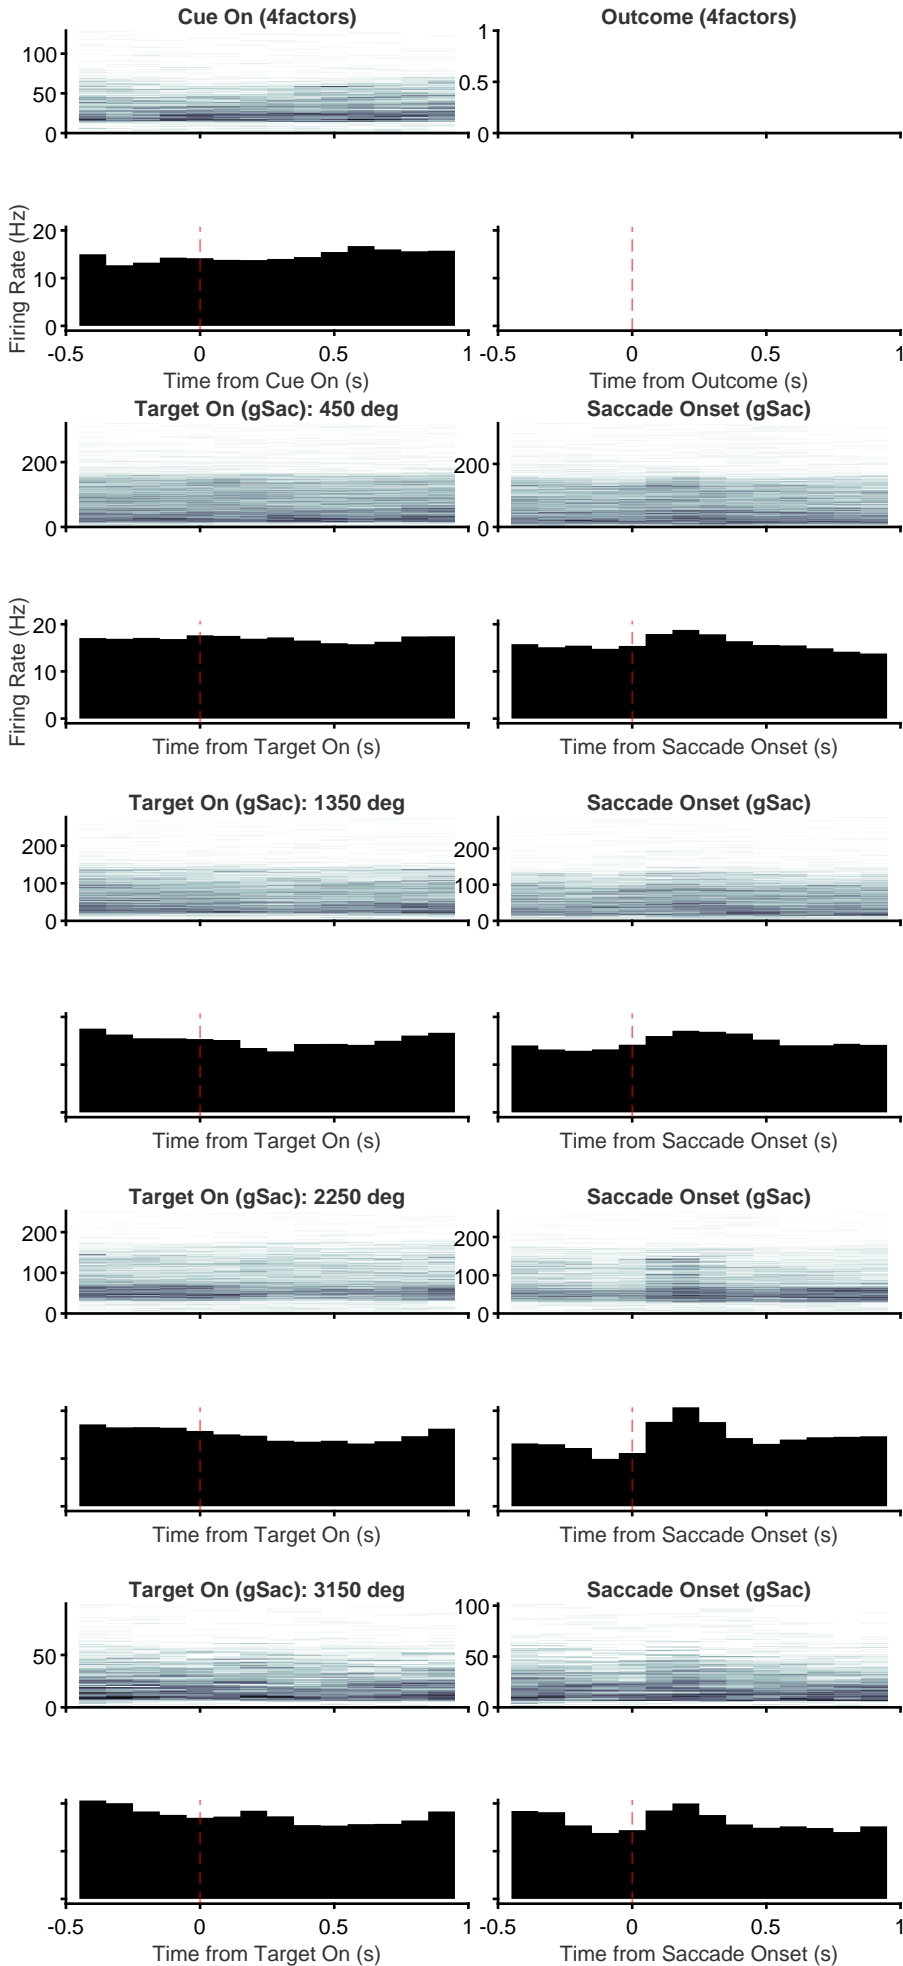 Cue On (4factors) Outcome (4factors)
100
50
0
1
0.5
0
Firing Rate (Hz)
20
10
0
-0.5 0 0.5 1
-0.5 0 0.5 1
Time from Cue On (s) Time from Outcome (s)
Target On (gSac): 450 deg Saccade Onset (gSac)
200
0
200
0
Firing Rate (Hz)
20
10
0
Time from Target On (s) Time from Saccade Onset (s)
Target On (gSac): 1350 deg Saccade Onset (gSac)
200
100
0
200
100
0
Time from Target On (s) Time from Saccade Onset (s)
Target On (gSac): 2250 deg Saccade Onset (gSac)
200
100
0
200
100
0
Time from Target On (s) Time from Saccade Onset (s)
Target On (gSac): 3150 deg Saccade Onset (gSac)
50
0
100
50
0
-0.5 0 0.5 1
-0.5 0 0.5 1
Time from Target On (s) Time from Saccade Onset (s)